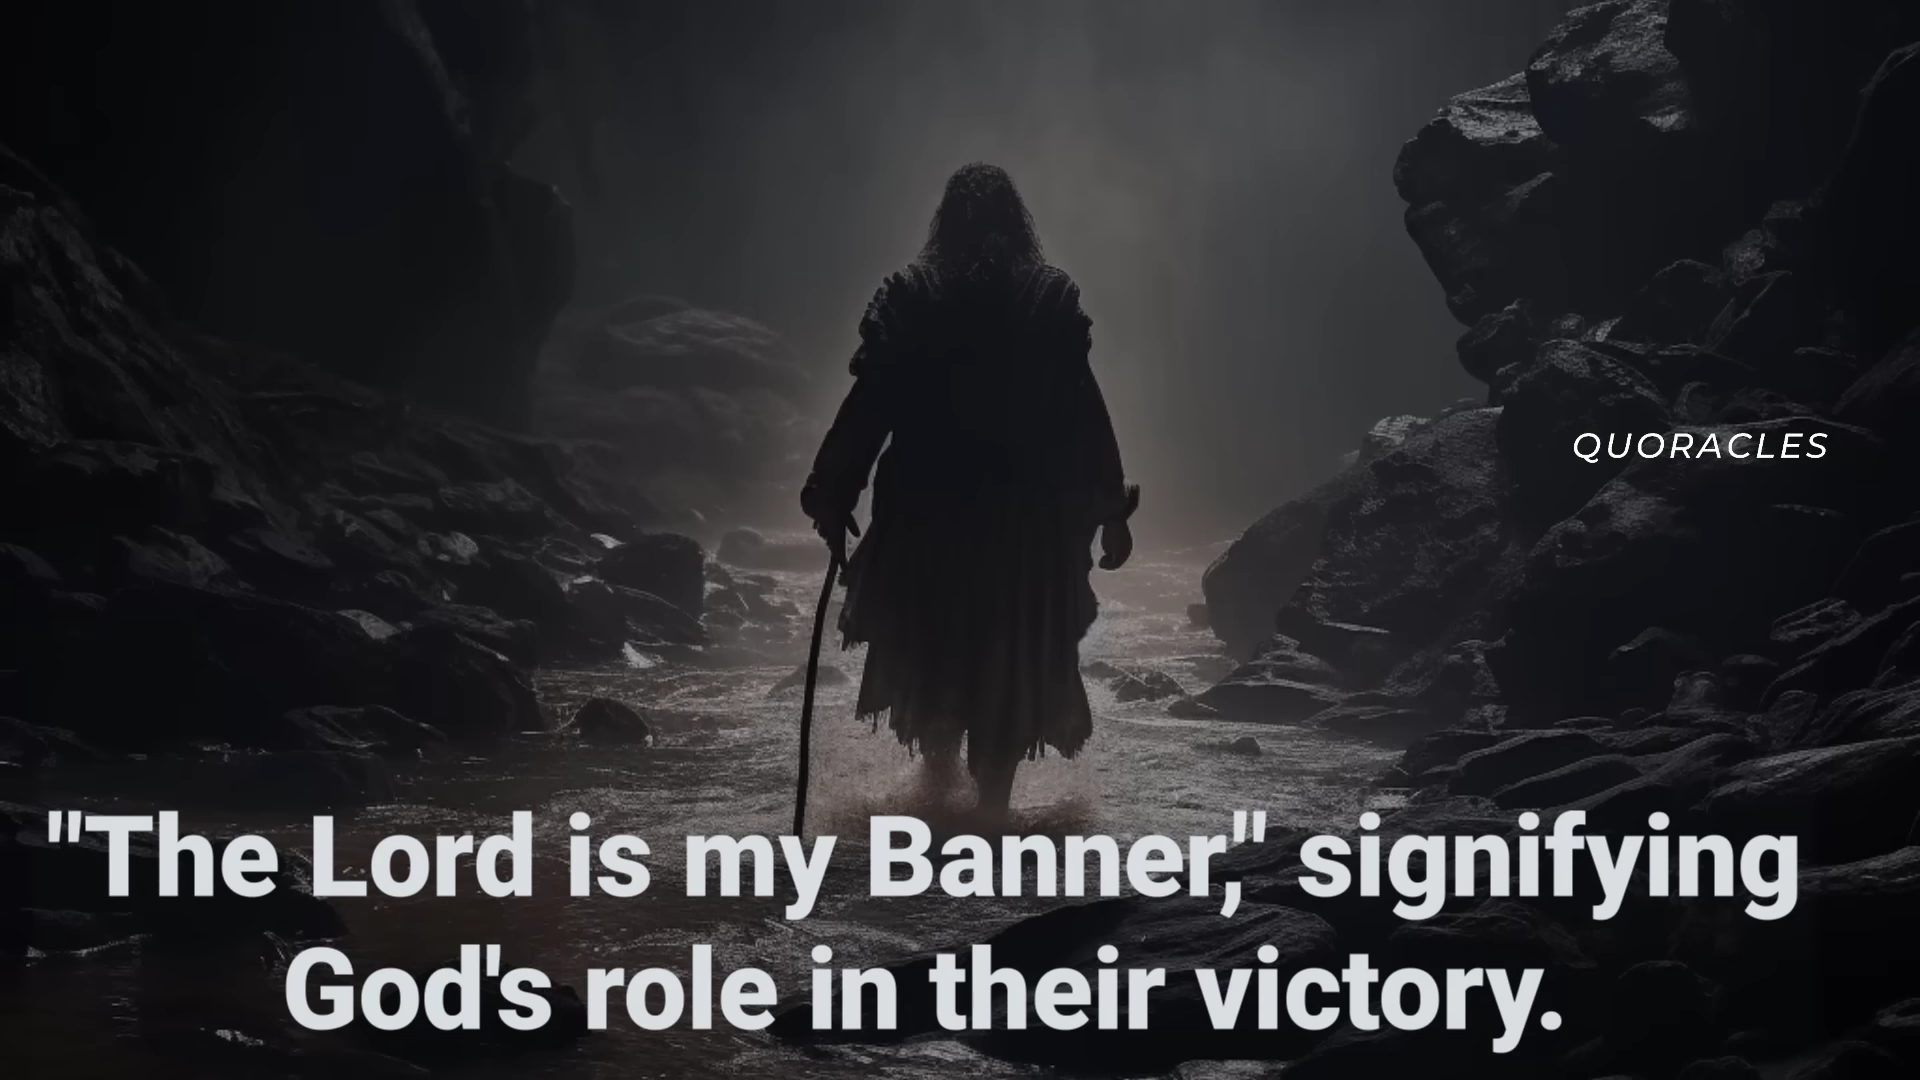 QUORACLES
"The Lord is my Banner," signifying
God's role in their victory.